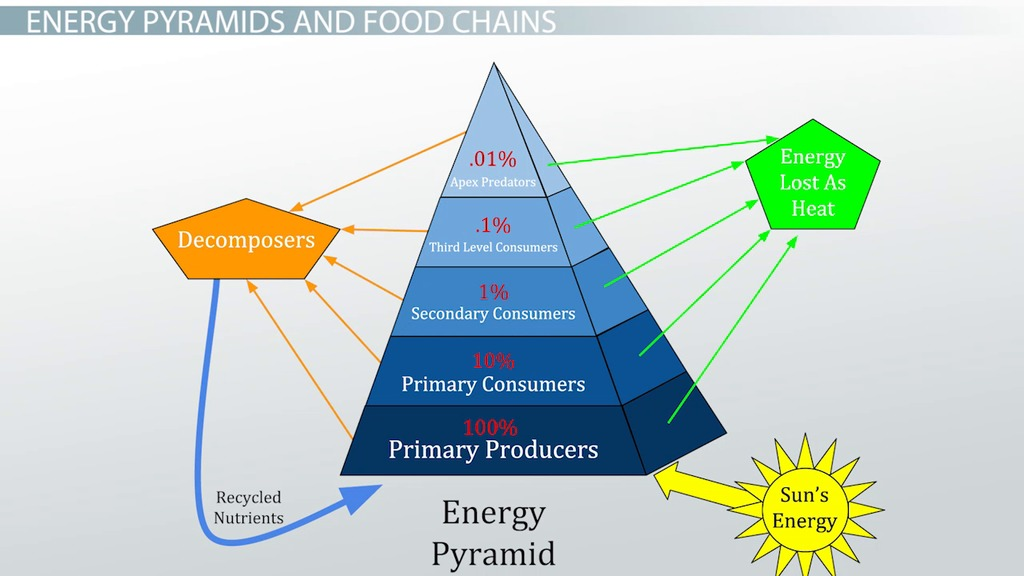 ENERGY PYRAMIDS AND FOOD CHAINS
.01%
Apex Predators
.1%
Third Level Consumers
1%
Secondary Consumers
10%
Primary Consumers
100%
Primary Producers
Energy
Pyramid
Decomposers
Recycled
Nutrients
Energy
Lost As
Heat
Sun's
Energy